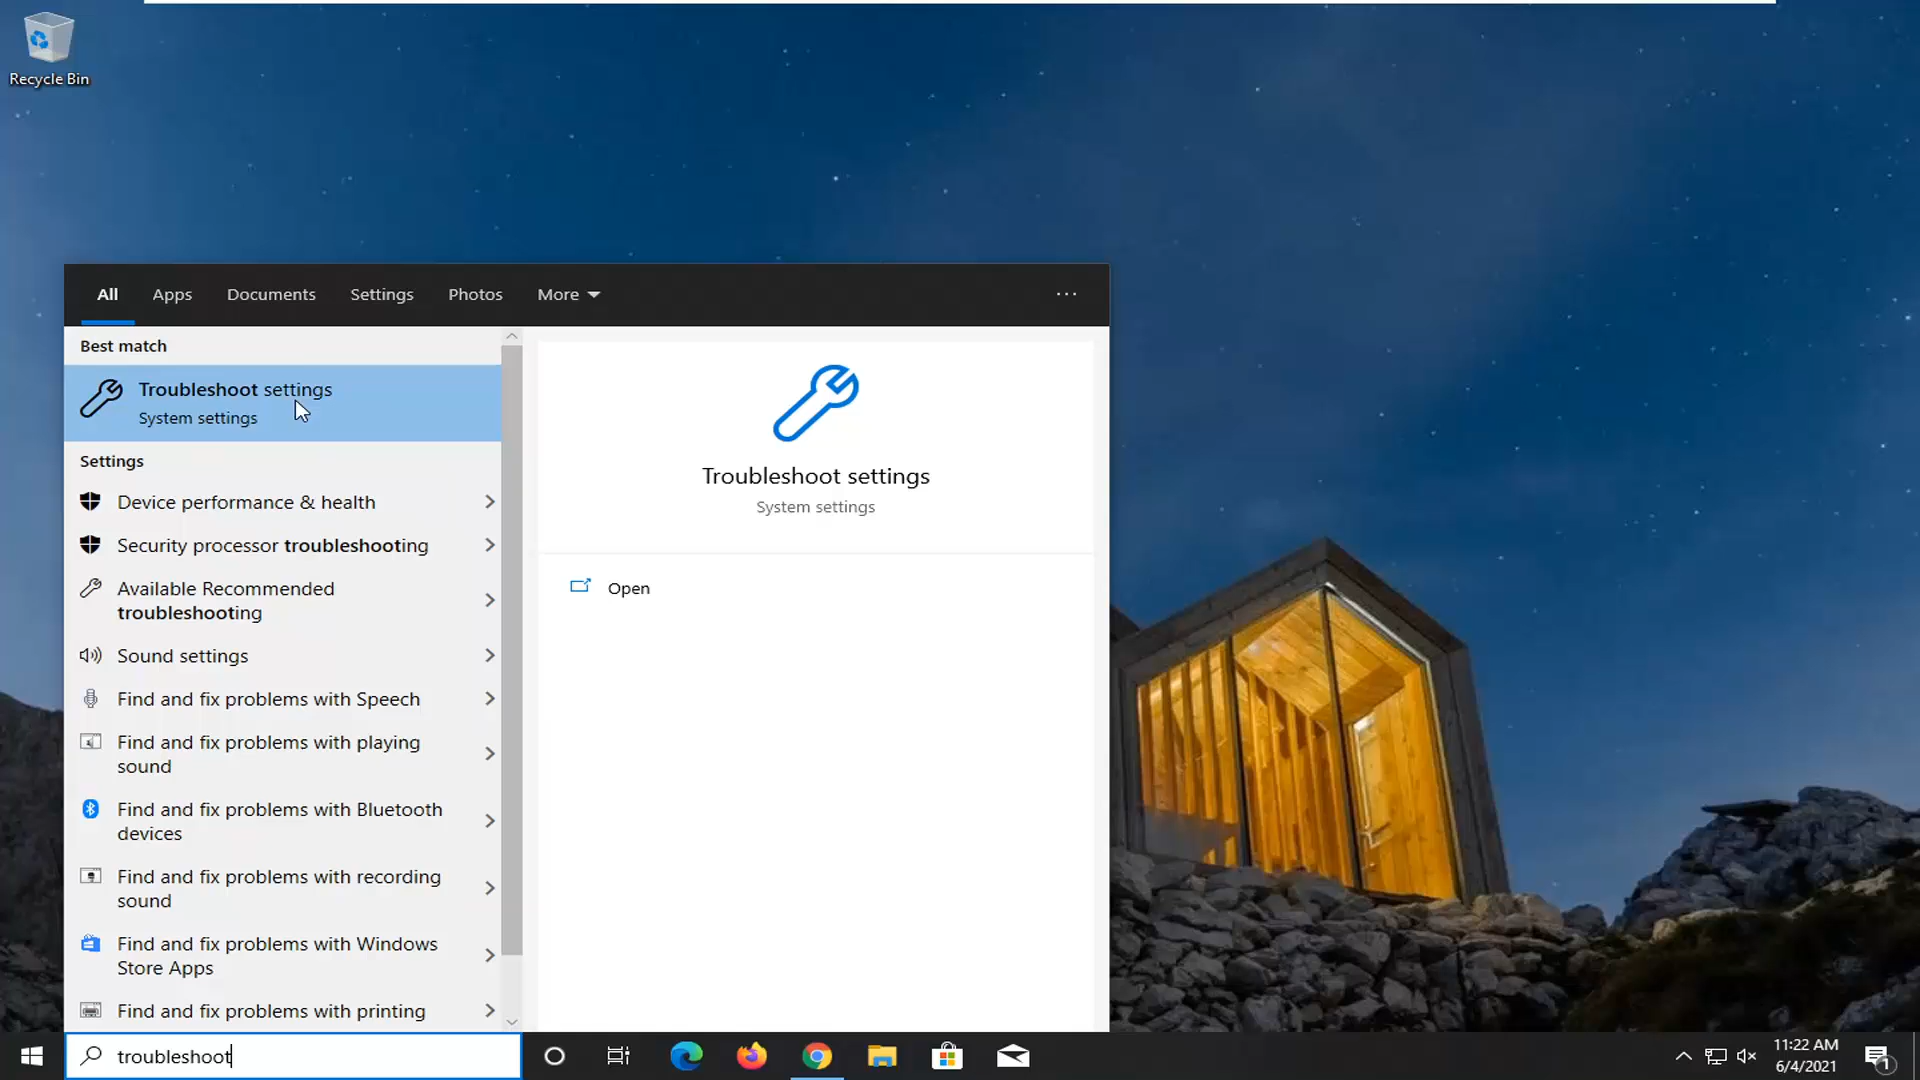 Recycle Bin
All Apps Documents Settings Photos More ...
Best match
Troubleshoot settings
System settings
Settings
Device performance & health
Security processor troubleshooting
Available Recommended
troubleshooting
Sound settings
Find and fix problems with Speech
Find and fix problems with playing
sound
Find and fix problems with Bluetooth
devices
Find and fix problems with recording
sound
Find and fix problems with Windows
Store Apps
Find and fix problems with printing
Troubleshoot settings
System settings
Open
troubleshoot
11:22 AM
6/4/2021
1